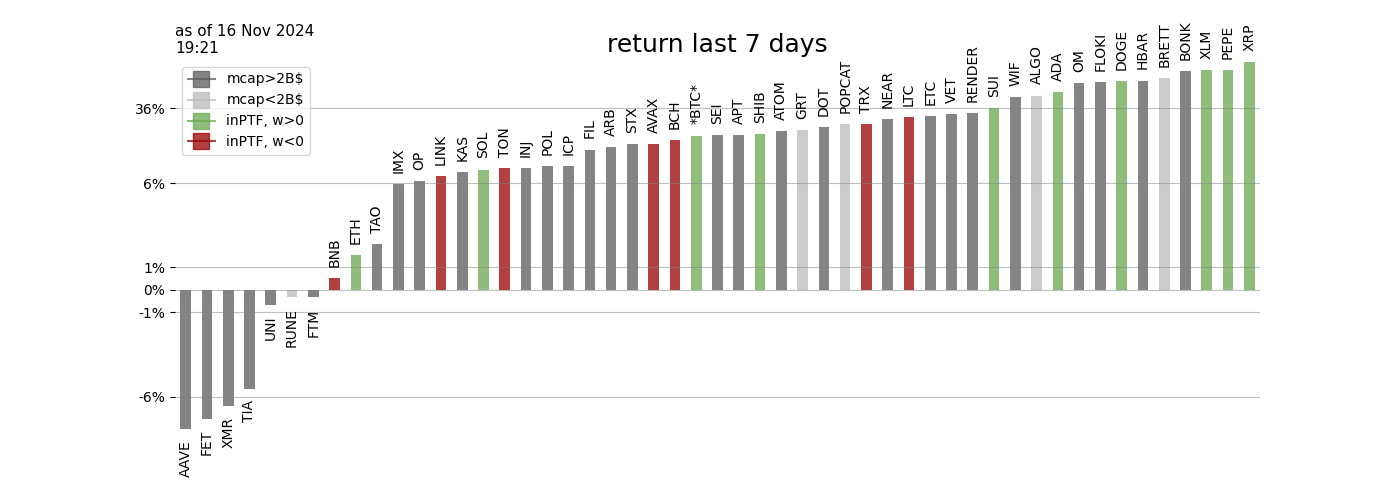 as of 16 Nov 2024
19:21
return last 7 days
mcap>2B$
mcap<2B$
inPTF, w>0
inPTF, w<0
36%
6%
1%
0%
-1%
-6%
AAVE
FET
XMR
TIA
UNI
RUNE
FTM
BNB
ETH
TAO
IMX
OP
LINK
KAS
SOL
TON
INJ
POL
ICP
FIL
ARB
STX
AVAX
BCH
*BTC*
SEI
APT
SHIB
ATOM
GRT
DOT
POPCAT
TRX
NEAR
LTC
ETC
VET
RENDER
SUI
WIF
ALGO
ADA
OM
FLOKI
DOGE
HBAR
BRETT
BONK
XLM
PEPE
XRP